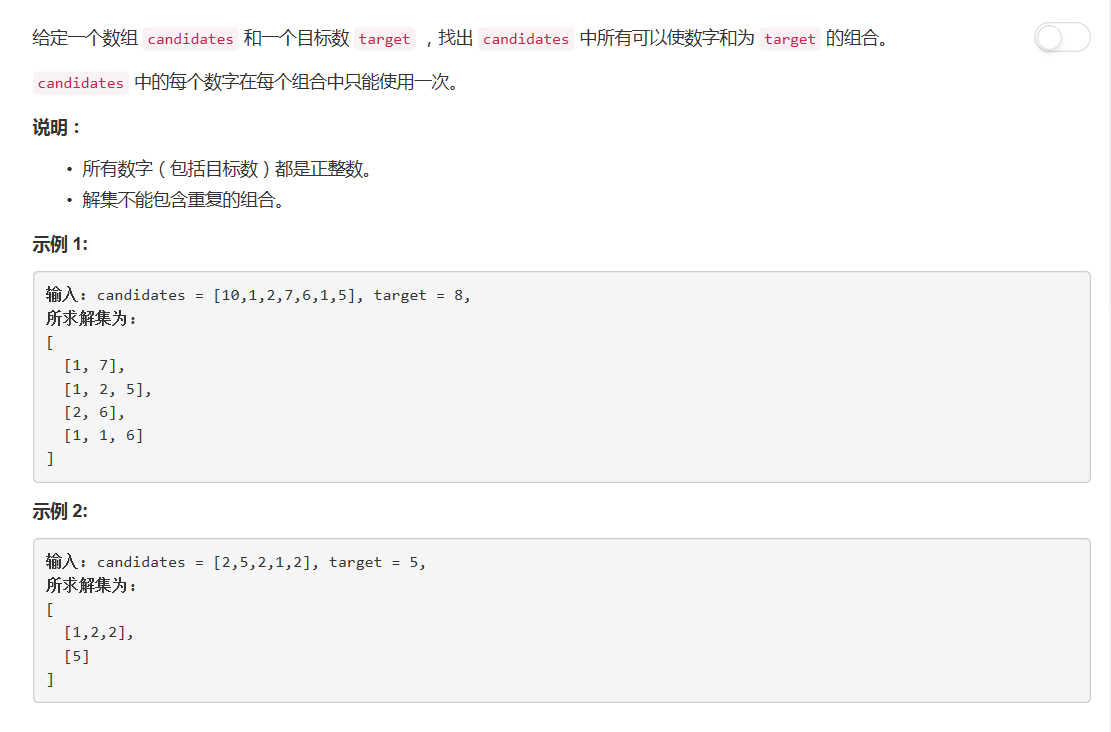 给定一个数组 candidates 和一个目标数 target ，找出 candidates 中所有可以使数字和为 target 的组合。
candidates 中的每个数字在每个组合中只能使用一次。
说明：
• 所有数字（包括目标数）都是正整数。
• 解集不能包含重复的组合。
示例 1:
输入: candidates = [10,1,2,7,6,1,5], target = 8,
所求解集为:
[
  [1, 7],
  [1, 2, 5],
  [2, 6],
  [1, 1, 6]
]
示例 2:
输入: candidates = [2,5,2,1,2], target = 5,
所求解集为:
[
  [1,2,2],
  [5]
]